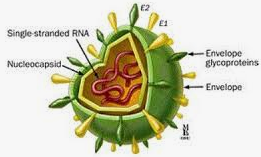 E2
E1
Single-stranded RNA
Nucleocapsid
Envelope
glycoproteins
Envelope